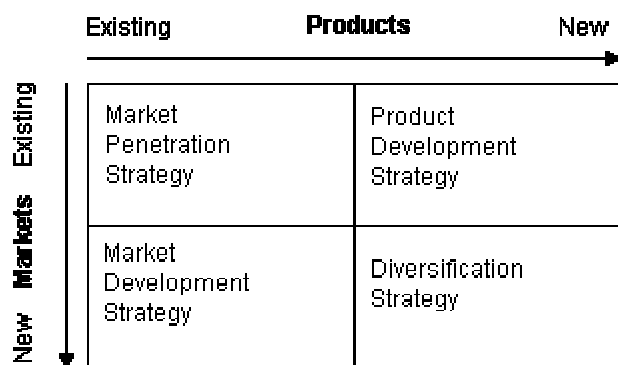 Existing Products New
Existing
Markets
New
Market
Penetration
Strategy
Product
Development
Strategy
Market
Development
Strategy
Diversification
Strategy